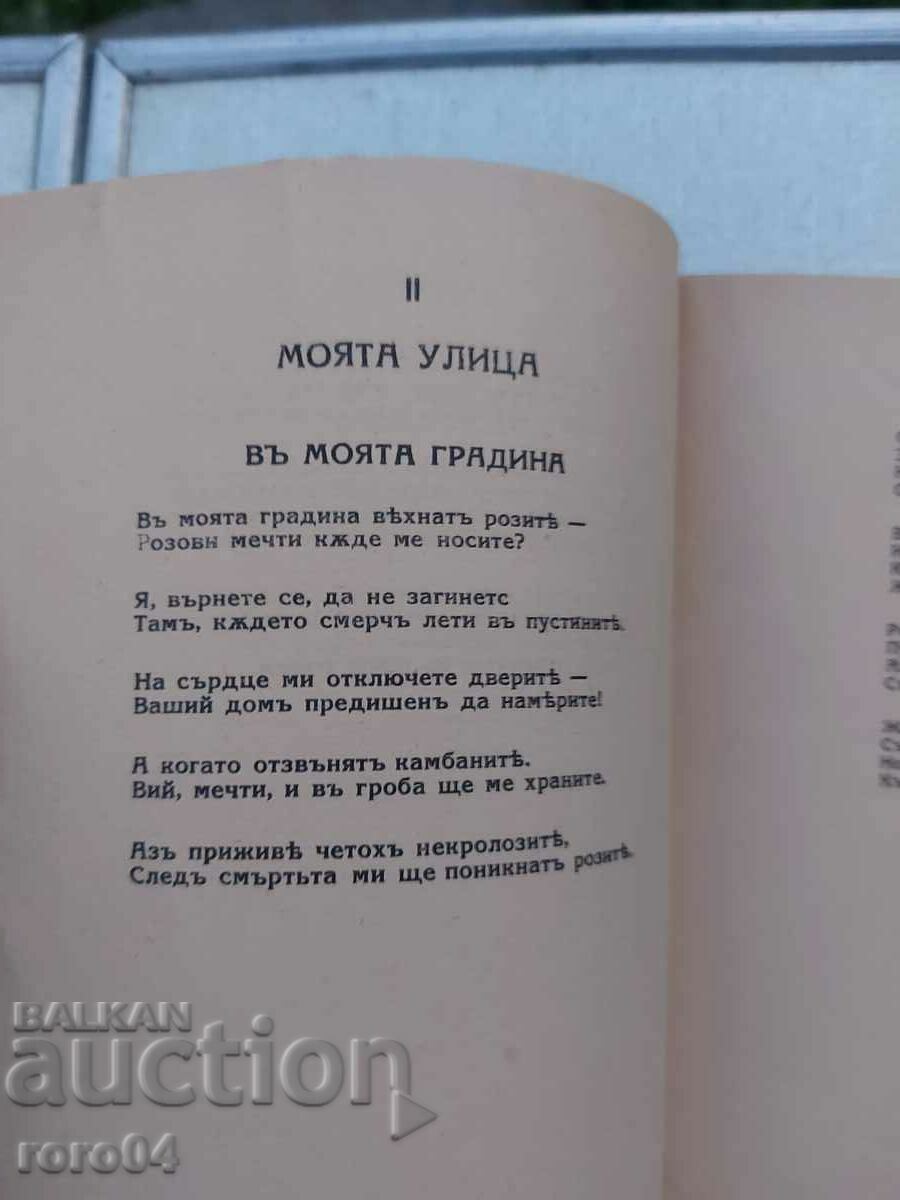 II
МОЯТА УЛИЦА
ВЪ МОЯТА ГРАДИНА
Въ моята градина вѣхнатъ розитѣ —
Розови мечти кѫде ме носите?
Я, върнете се, да не загинетс
Тамъ, кѫдето смерчъ лети въ пустинитѣ.
На сърдце ми отключете дверитѣ —
Ваший домъ предишенъ да намѣрите!
А когато отзвънятъ камбанитѣ.
Вий, мечти, и въ гроба ще ме храните.
Азъ приживѣ четохъ некролозитѣ,
Следъ смъртьта ми ще поникнатъ розитѣ.
BALKAN
auction
roro04